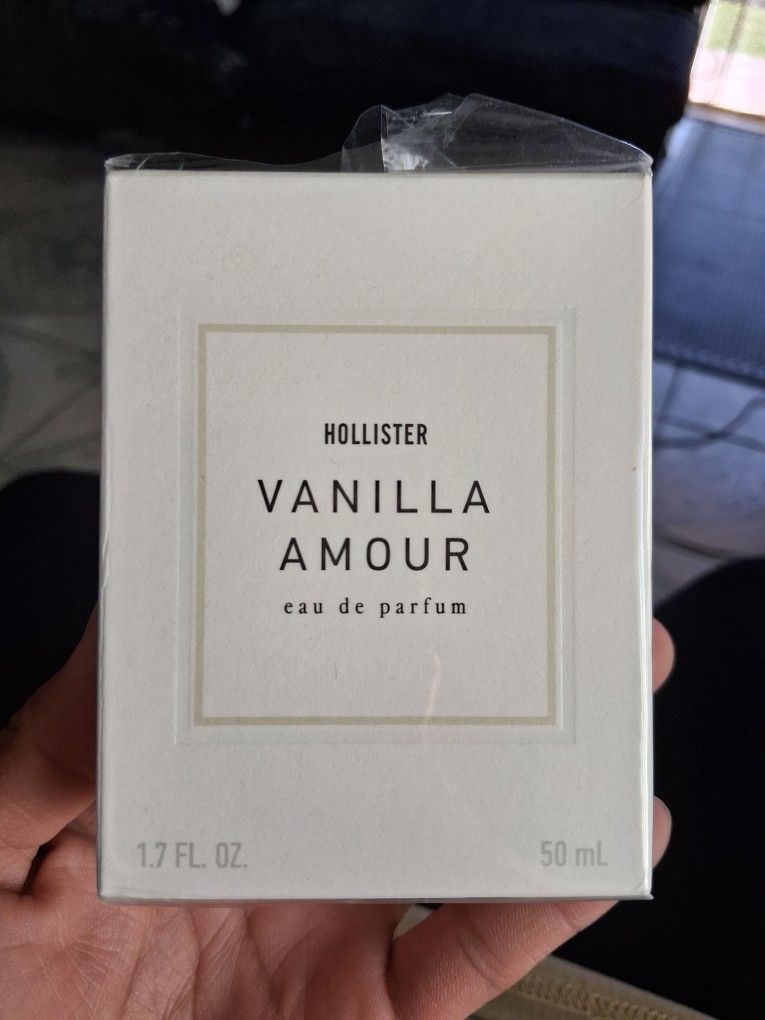 HOLLISTER
VANILLA
AMOUR
eau de parfum
1.7 FL. OZ. 50 mL